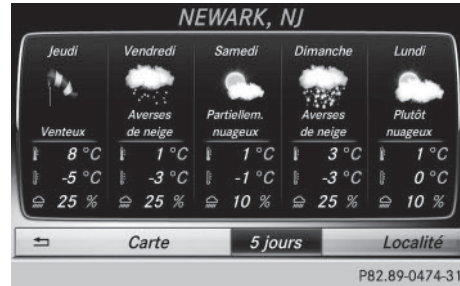 NEWARK, NJ
Jeudi Vendredi Samedi Dimanche Lundi
Averses Partiellem. Averses Plutôt
Venteux de neige nuageux de neige nuageux
8 °C 1 °C 1 °C 3 °C 1 °C
-5 °C -3 °C -1 °C -3 °C 0 °C
25 % 25 % 10 % 25 % 10 %
Carte 5 jours Localité
P82.89-0474-31